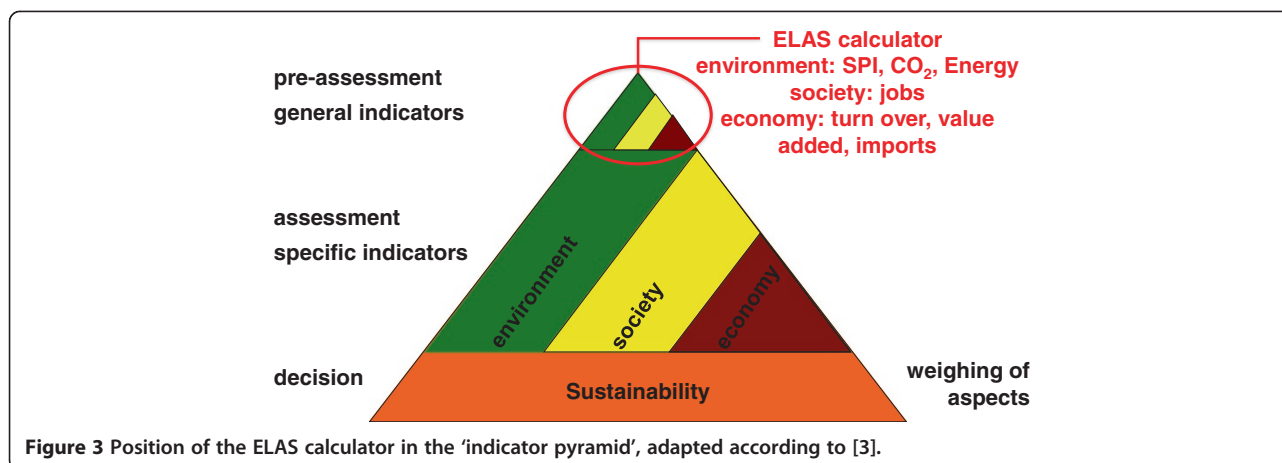 ELAS calculator
environment: SPI, CO₂, Energy
society: jobs
economy: turn over, value
added, imports
pre-assessment
general indicators
assessment
specific indicators
environment
society
economy
decision
Sustainability
weighing of
aspects
Figure 3 Position of the ELAS calculator in the ‘indicator pyramid’, adapted according to [3].